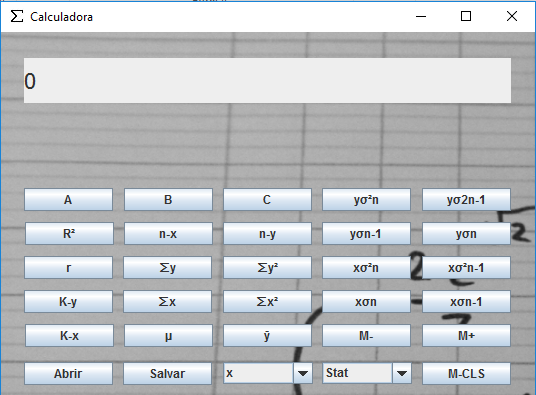 Calculadora
0
A B C yσ²n yσ2n-1
R² n-x n-y yσn-1 yσn
r Σy Σy² xσ²n xσ²n-1
K-y Σx Σx² xσn xσn-1
K-x μ ȳ M- M+
Abrir Salvar x Stat M-CLS